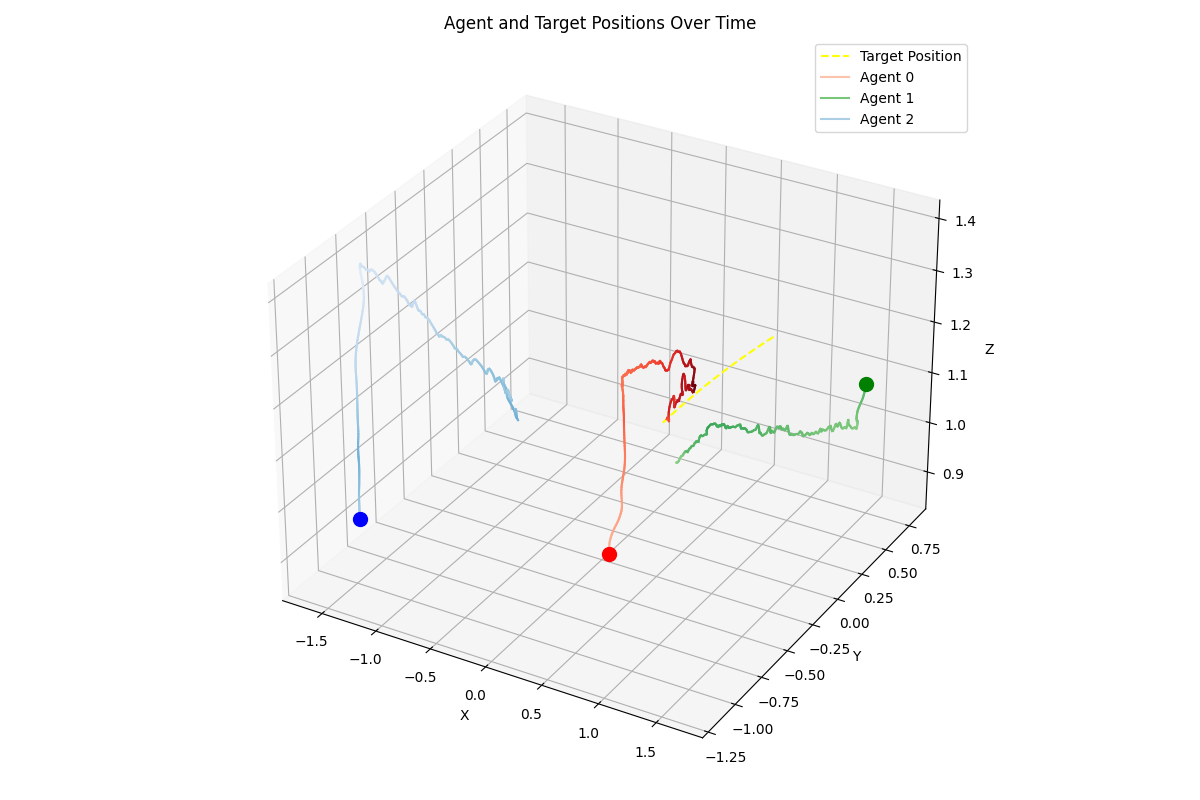 Agent and Target Positions Over Time
Target Position
Agent 0
Agent 1
Agent 2
1.4
1.3
1.2
Z
1.1
1.0
0.9
0.75
0.50
0.25
0.00
−0.25
Y
−0.50
−0.75
−1.00
−1.25
−1.5
−1.0
−0.5
0.0
X
0.5
1.0
1.5